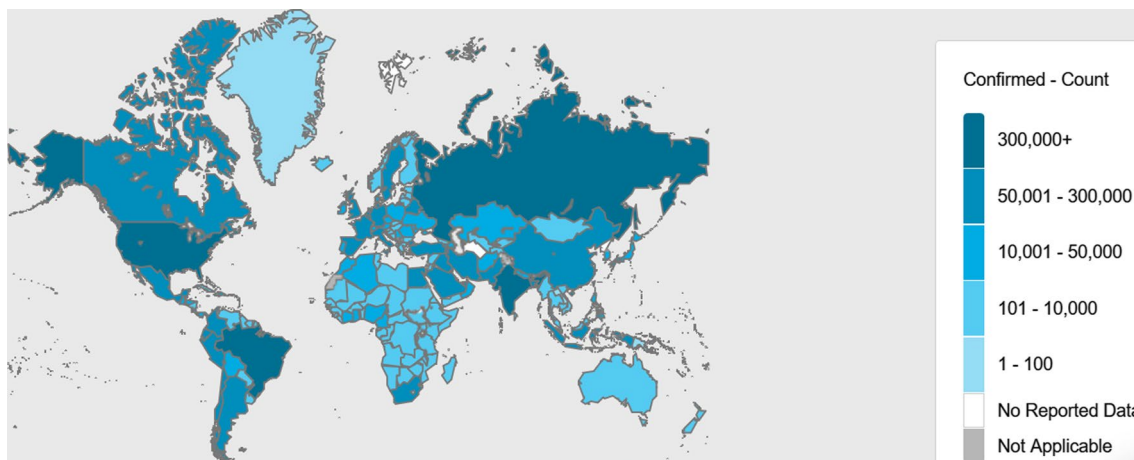 Confirmed - Count
300,000+
50,001 - 300,000
10,001 - 50,000
101 - 10,000
1 - 100
No Reported Data
Not Applicable